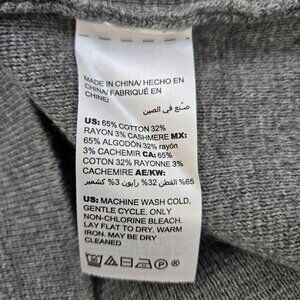 MADE IN CHINA/ HECHO EN
CHINA/ FABRIQUÉ EN
CHINE/
صنع في الصين
US: 65% COTTON 32%
RAYON 3% CASHMERE MX:
65% ALGODÓN 32% rayón
3% CACHEMIR CA: 65%
COTON 32% RAYONNE 3%
CACHEMIRE AE/KW:
65% القطن 32% رايون 3% كشمير
US: MACHINE WASH COLD,
GENTLE CYCLE. ONLY
NON-CHLORINE BLEACH.
LAY FLAT TO DRY. WARM
IRON. MAY BE DRY
CLEANED